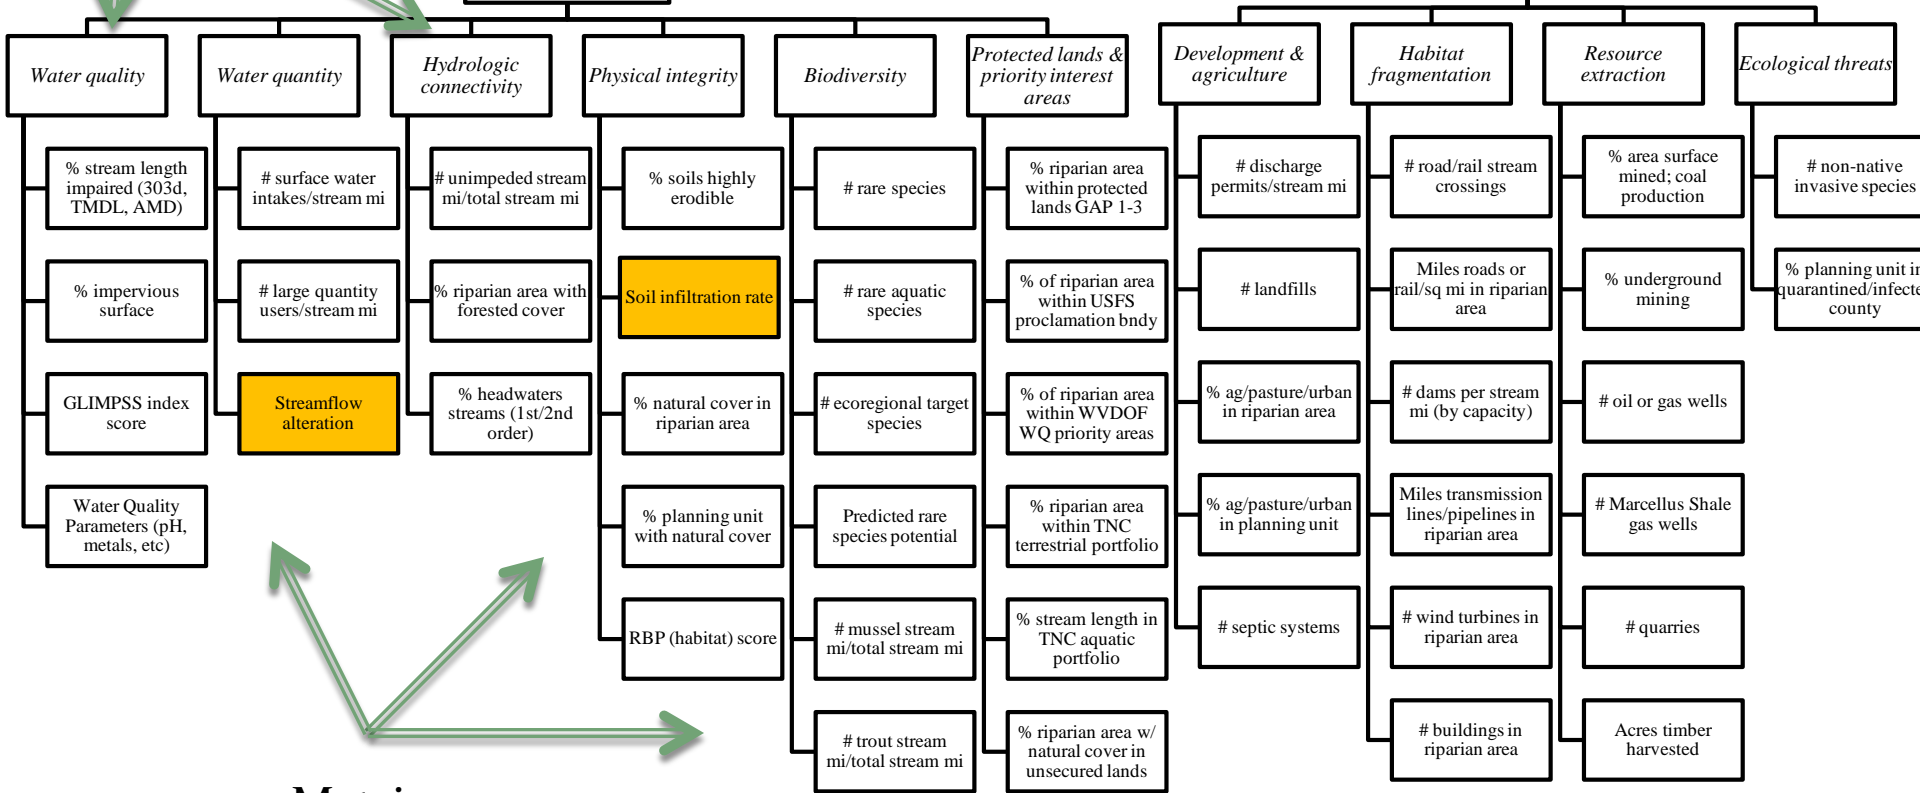 Water quality
Water quantity
Hydrologic
connectivity
Physical integrity
Biodiversity
Protected lands &
priority interest
areas
Development &
agriculture
Habitat
fragmentation
Resource
extraction
Ecological threats
% stream length
impaired (303d,
TMDL, AMD)
% impervious
surface
GLIMPSS index
score
Water Quality
Parameters (pH,
metals, etc)
# surface water
intakes/stream mi
# large quantity
users/stream mi
Streamflow
alteration
# unimpeded stream
mi/total stream mi
% riparian area with
forested cover
% headwaters
streams (1st/2nd
order)
% soils highly
erodible
Soil infiltration rate
% natural cover in
riparian area
% planning unit
with natural cover
RBP (habitat) score
# rare species
# rare aquatic
species
# ecoregional target
species
Predicted rare
species potential
# mussel stream
mi/total stream mi
# trout stream
mi/total stream mi
% riparian area
within protected
lands GAP 1-3
% of riparian area
within USFS
proclamation bndy
% of riparian area
within WVDOF
WQ priority areas
% riparian area
within TNC
terrestrial portfolio
% stream length in
TNC aquatic
portfolio
% riparian area w/
natural cover in
unsecured lands
# discharge
permits/stream mi
# landfills
% ag/pasture/urban
in riparian area
% ag/pasture/urban
in planning unit
# septic systems
# road/rail stream
crossings
Miles roads or
rail/sq mi in riparian
area
# dams per stream
mi (by capacity)
Miles transmission
lines/pipelines in
riparian area
# wind turbines in
riparian area
# buildings in
riparian area
% area surface
mined; coal
production
% underground
mining
# oil or gas wells
# Marcellus Shale
gas wells
# quarries
Acres timber
harvested
# non-native
invasive species
% planning unit in
quarantined/infecte
county